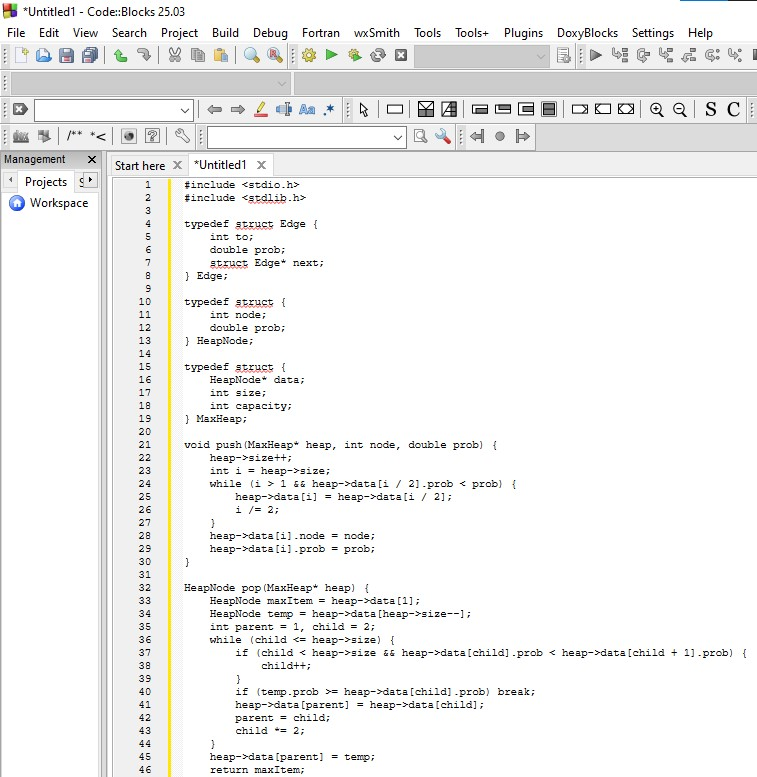 *Untitled1 - Code::Blocks 25.03
File Edit View Search Project Build Debug Fortran wxSmith Tools Tools+ Plugins DoxyBlocks Settings Help
Aa .* S C
/** *<
Management X
Projects
Workspace
Start here X *Untitled1 X
1 #include <stdio.h>
2 #include <stdlib.h>
3
4 typedef struct Edge {
5     int to;
6     double prob;
7     struct Edge* next;
8 } Edge;
9
10 typedef struct {
11     int node;
12     double prob;
13 } HeapNode;
14
15 typedef struct {
16     HeapNode* data;
17     int size;
18     int capacity;
19 } MaxHeap;
20
21 void push(MaxHeap* heap, int node, double prob) {
22     heap->size++;
23     int i = heap->size;
24     while (i > 1 && heap->data[i / 2].prob < prob) {
25         heap->data[i] = heap->data[i / 2];
26         i /= 2;
27     }
28     heap->data[i].node = node;
29     heap->data[i].prob = prob;
30 }
31
32 HeapNode pop(MaxHeap* heap) {
33     HeapNode maxItem = heap->data[1];
34     HeapNode temp = heap->data[heap->size--];
35     int parent = 1, child = 2;
36     while (child <= heap->size) {
37         if (child < heap->size && heap->data[child].prob < heap->data[child + 1].prob) {
38             child++;
39         }
40         if (temp.prob >= heap->data[child].prob) break;
41         heap->data[parent] = heap->data[child];
42         parent = child;
43         child *= 2;
44     }
45     heap->data[parent] = temp;
46     return maxItem;